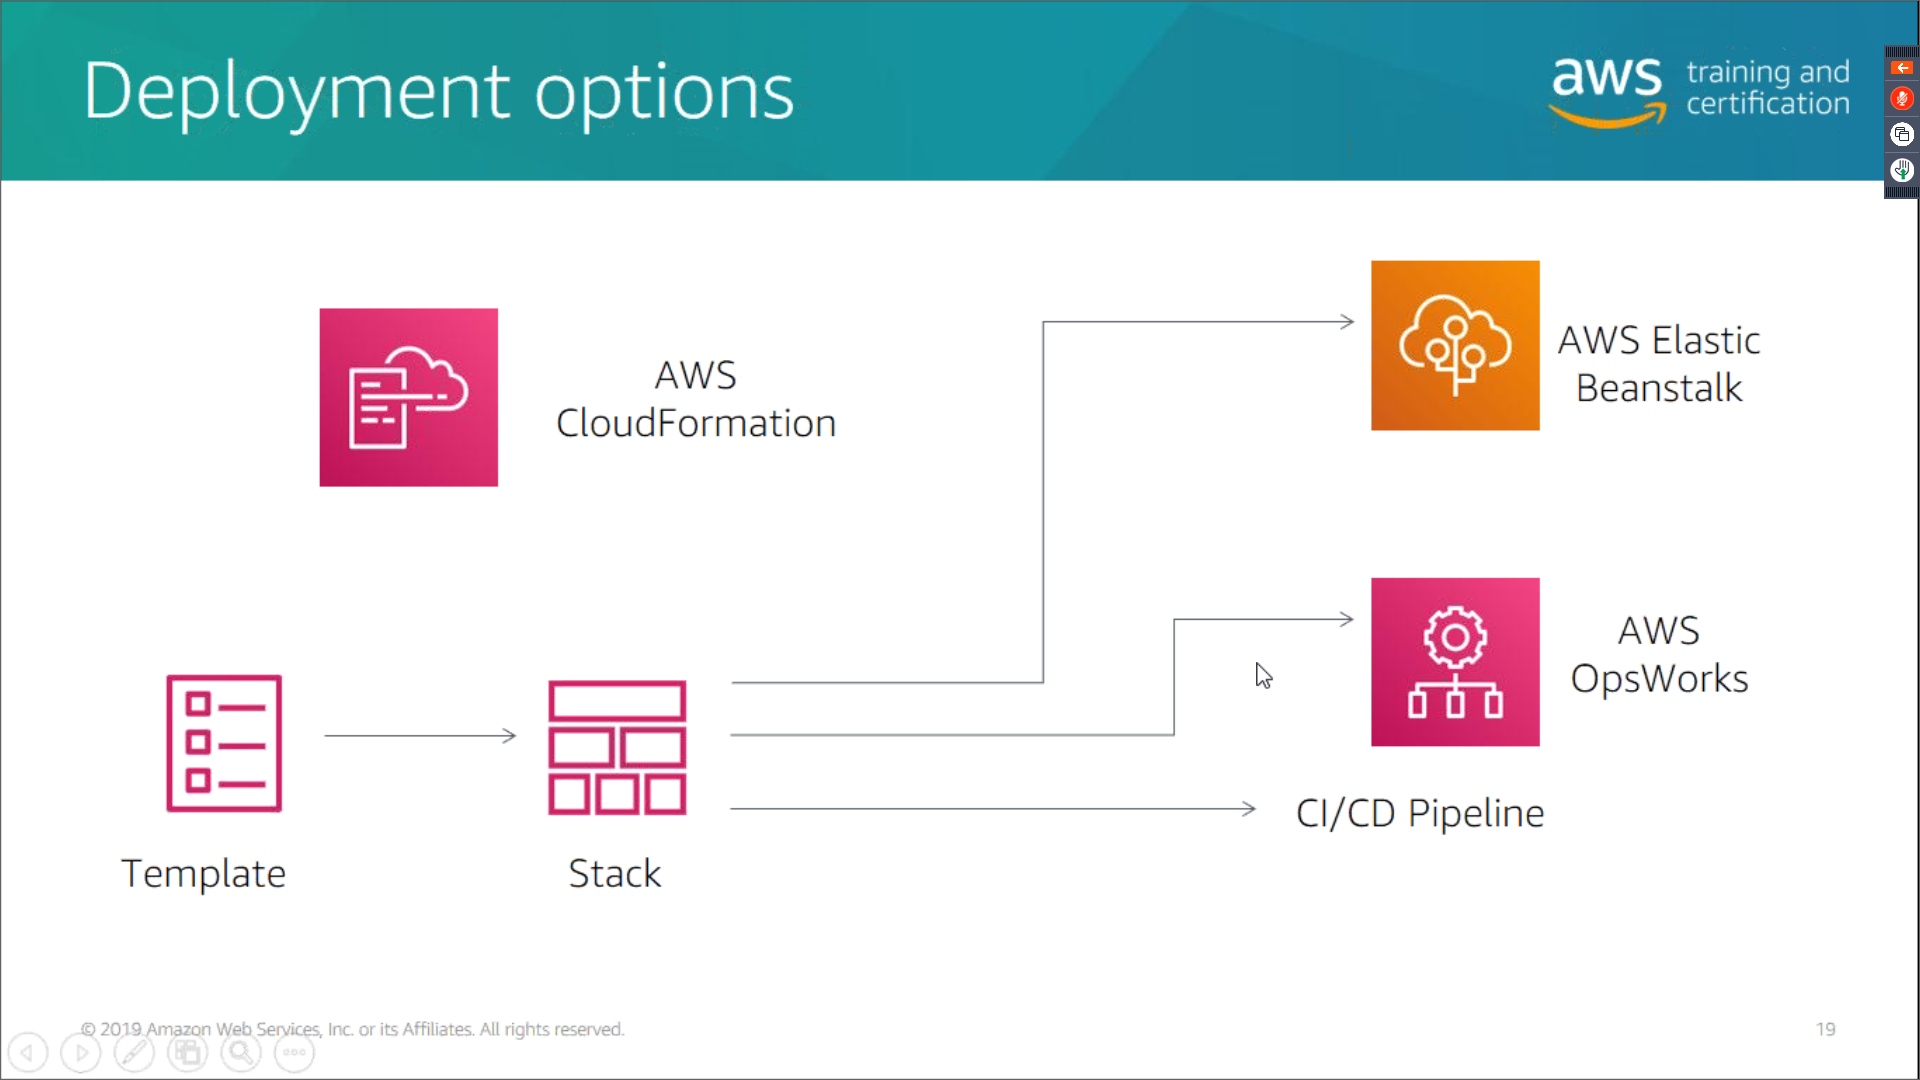 Deployment options
aws
training and
certification
AWS
CloudFormation
AWS Elastic
Beanstalk
AWS
OpsWorks
CI/CD Pipeline
Template
Stack
© 2019 Amazon Web Services, Inc. or its Affiliates. All rights reserved.
19